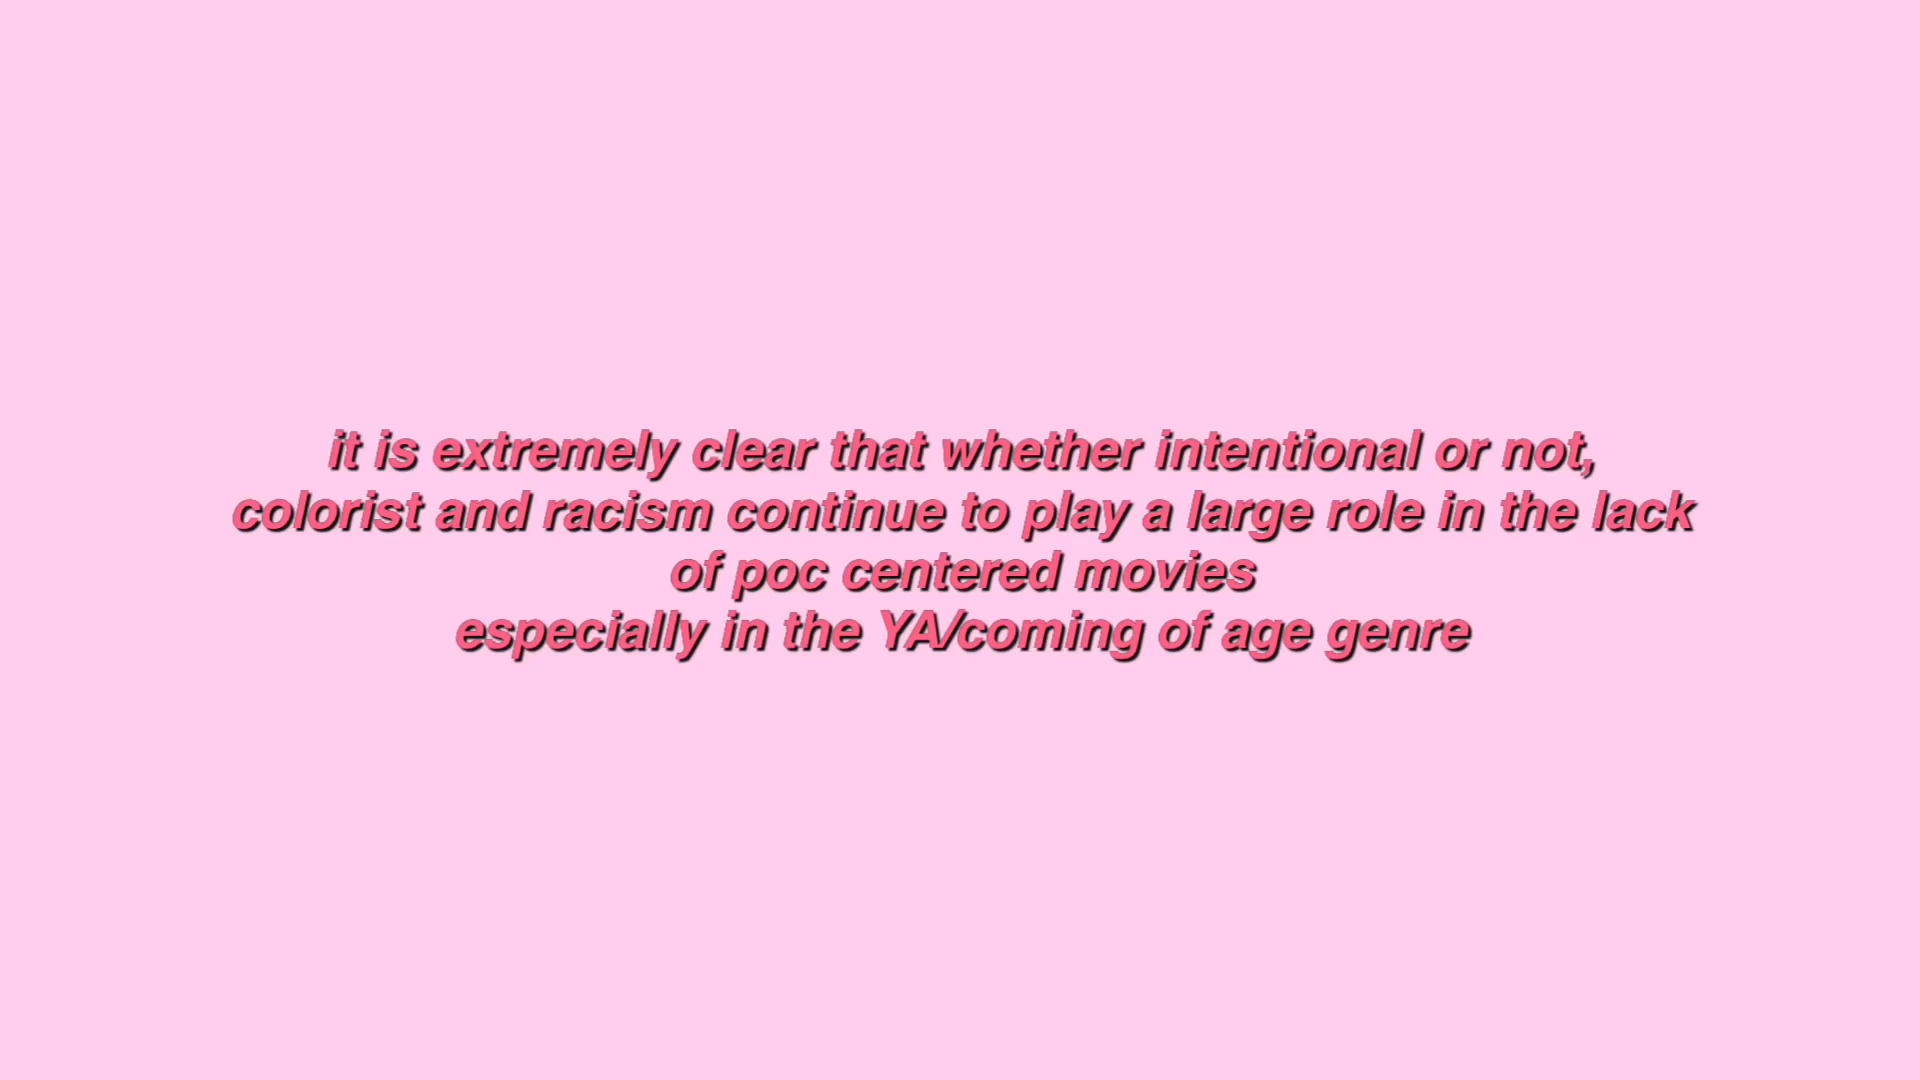 it is extremely clear that whether intentional or not,
colorist and racism continue to play a large role in the lack
of poc centered movies
especially in the YA/coming of age genre